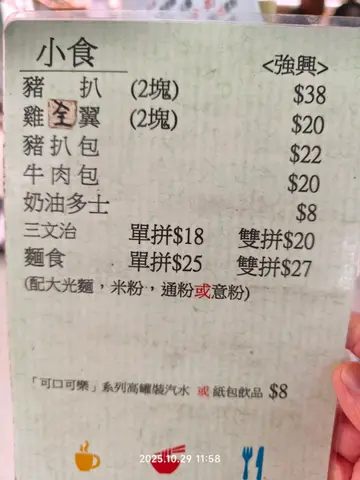 小食 <強興>
豬 扒 (2塊) $38
雞全翼 (2塊) $20
豬扒包 $22
牛肉包 $20
奶油多士 $8
三文治 單拼$18 雙拼$20
麵食 單拼$25 雙拼$27
(配大光麵，米粉，通粉或意粉)
「可口可樂」系列高罐裝汽水 或 紙包飲品 $8
2025.10.29 11:58